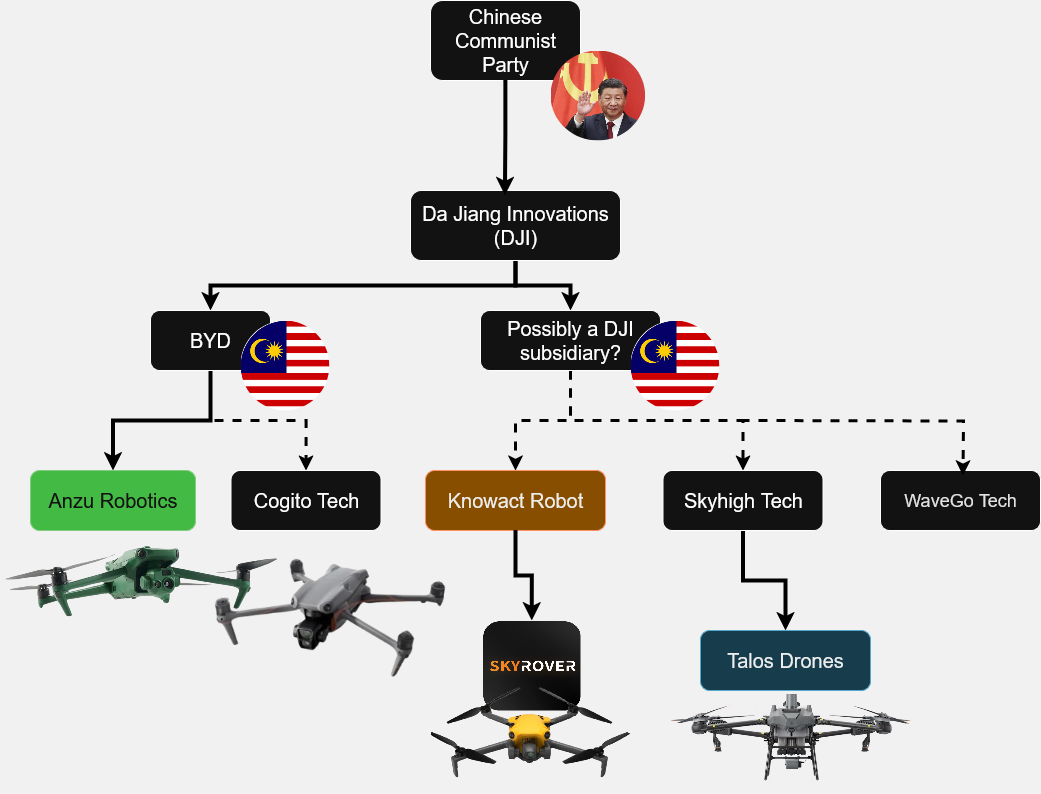 Chinese
Communist
Party
Da Jiang Innovations
(DJI)
BYD
Possibly a DJI
subsidiary?
Anzu Robotics
Cogito Tech
Knowact Robot
Skyhigh Tech
WaveGo Tech
SKYROVER
Talos Drones